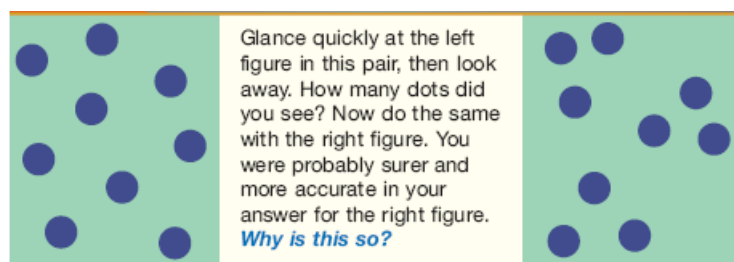 Glance quickly at the left
figure in this pair, then look
away. How many dots did
you see? Now do the same
with the right figure. You
were probably surer and
more accurate in your
answer for the right figure.
Why is this so?